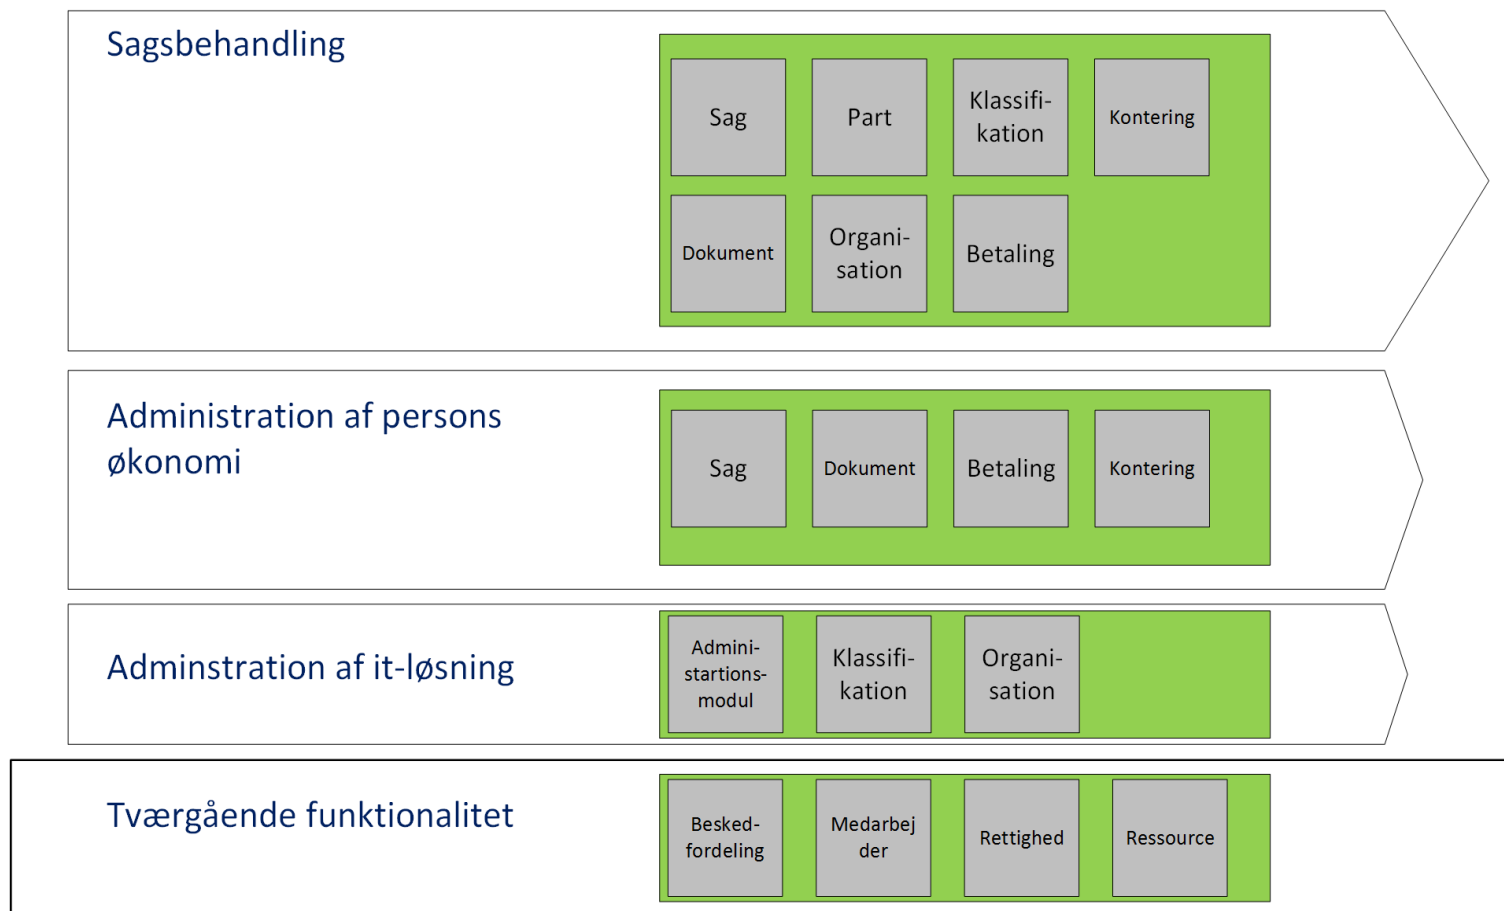 Sagsbehandling
Sag
Part
Klassifi-
kation
Kontering
Dokument
Organi-
sation
Betaling
Administration af persons
økonomi
Sag
Dokument
Betaling
Kontering
Adminstration af it-løsning
Admini-
startions-
modul
Klassifi-
kation
Organi-
sation
Tværgående funktionalitet
Besked-
fordeling
Medarbej
der
Rettighed
Ressource